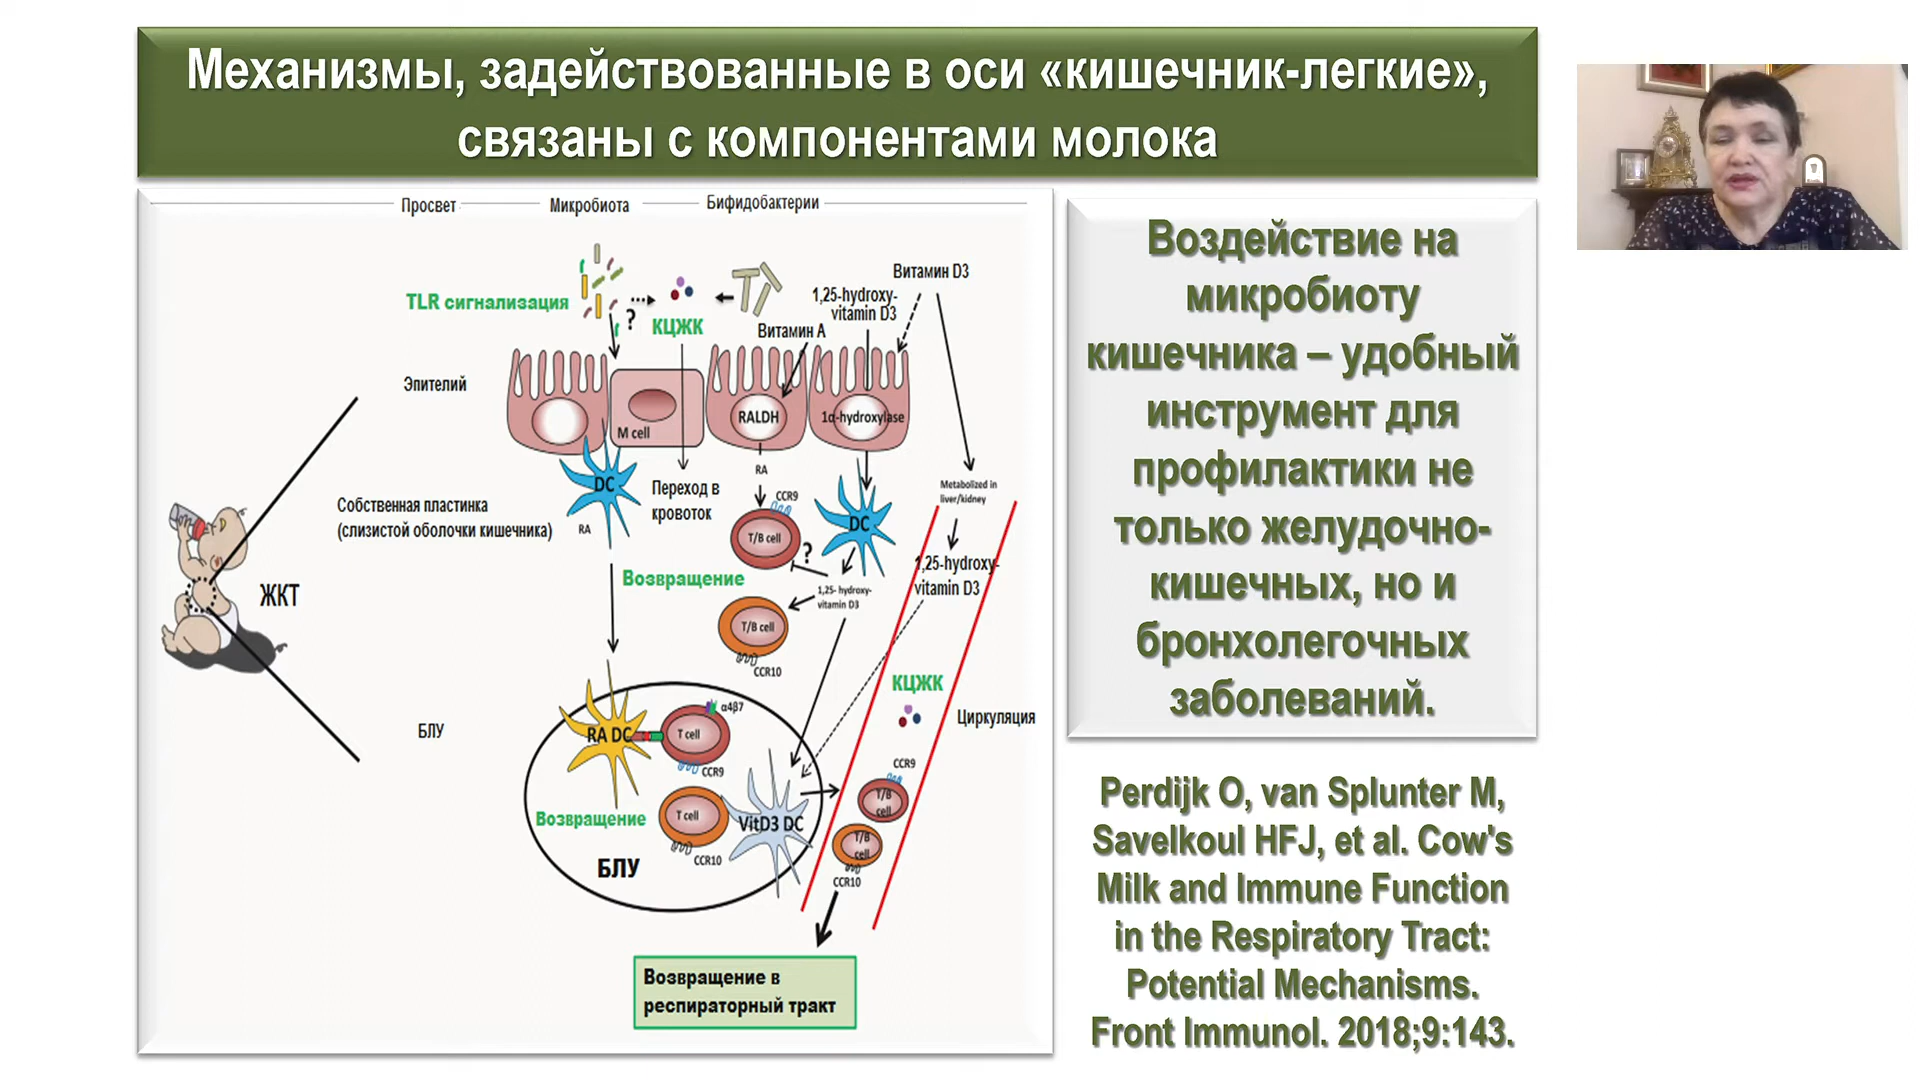 Механизмы, задействованные в оси «кишечник-легкие»,
связаны с компонентами молока
Просвет
Микробиота
Бифидобактерии
TLR сигнализация
?
КЦЖК
Витамин D3
1,25-hydroxy-
vitamin D3
Витамин А
Эпителий
M cell
RALDH
1α-hydroxylase
DC
RA
Переход в
кровоток
RA
CCR9
T/B cell
?
DC
Metabolized in
liver/kidney
Собственная пластинка
(слизистой оболочки кишечника)
1,25-hydroxy-
vitamin D3
Возвращение
1,25- hydroxy-
vitamin D3
T/B cell
CCR10
ЖКТ
БЛУ
КЦЖК
Циркуляция
RA DC
T cell
α4β7
CCR9
Возвращение
T cell
CCR10
VitD3 DC
БЛУ
CCR9
T/B
cell
T/B
cell
CCR10
Возвращение в
респираторный тракт
Воздействие на
микробиоту
кишечника – удобный
инструмент для
профилактики не
только желудочно-
кишечных, но и
бронхолегочных
заболеваний.
Perdijk O, van Splunter M,
Savelkoul HFJ, et al. Cow's
Milk and Immune Function
in the Respiratory Tract:
Potential Mechanisms.
Front Immunol. 2018;9:143.